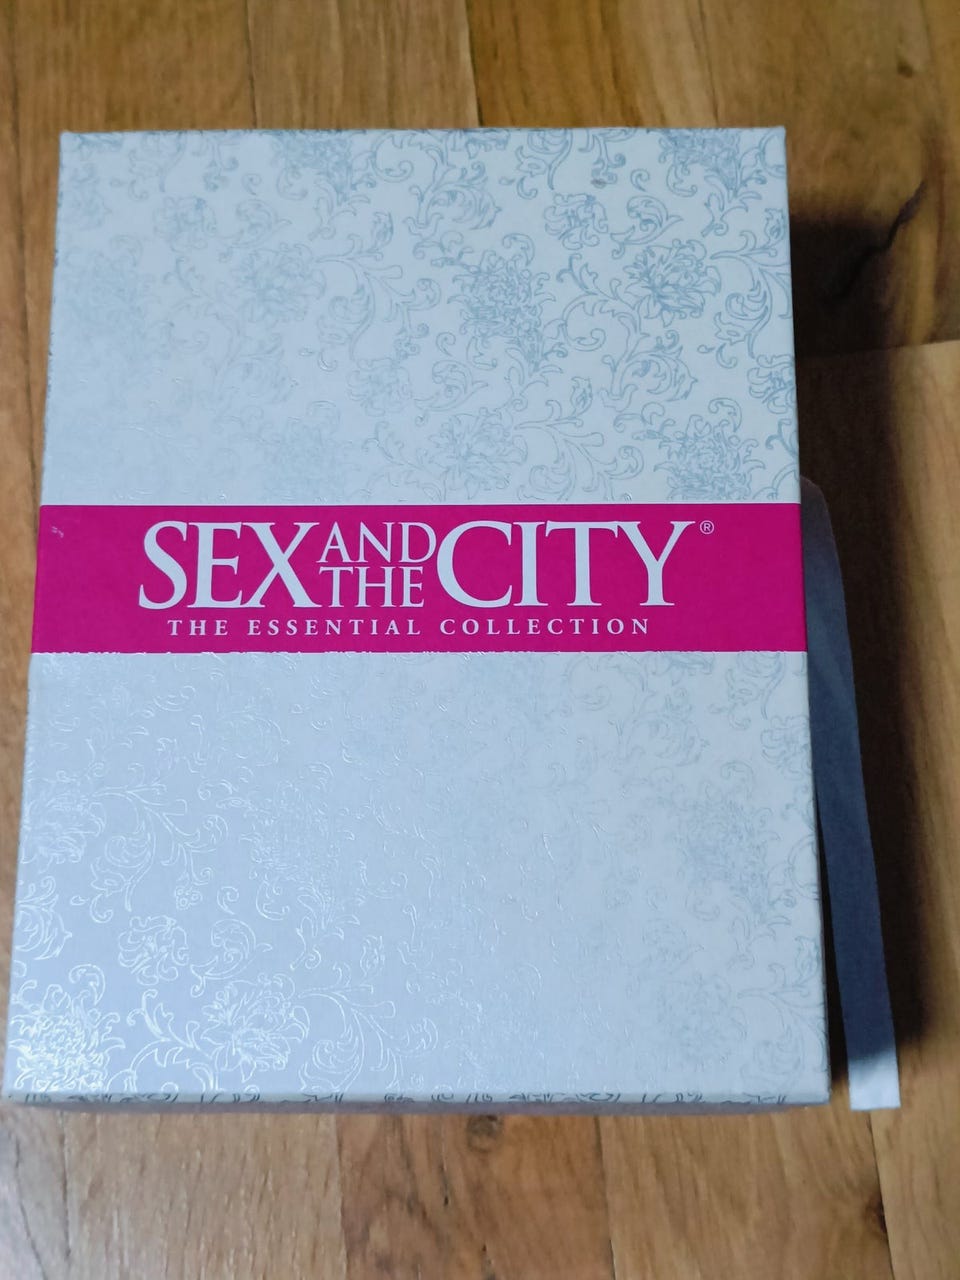 SEX AND THE CITY®
THE ESSENTIAL COLLECTION